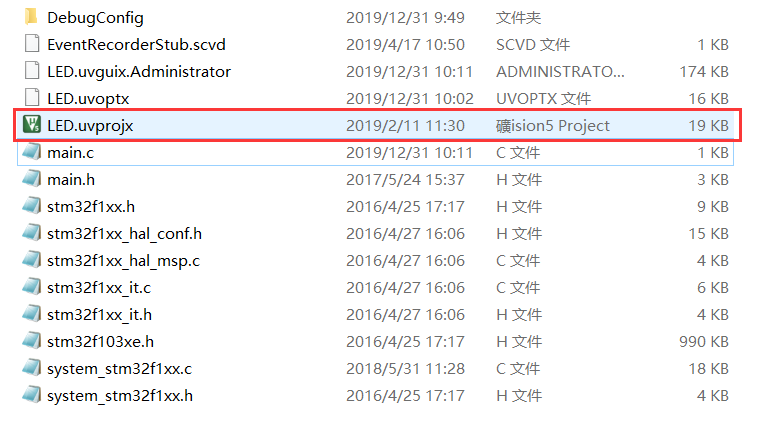 DebugConfig 2019/12/31 9:49 文件夹
EventRecorderStub.scvd 2019/4/17 10:50 SCVD 文件 1 KB
LED.uvguix.Administrator 2019/12/31 10:11 ADMINISTRATO... 174 KB
LED.uvoptx 2019/12/31 10:02 UVOPTX 文件 16 KB
LED.uvprojx 2019/2/11 11:30 礦ision5 Project 19 KB
main.c 2019/12/31 10:11 C 文件 1 KB
main.h 2017/5/24 15:37 H 文件 3 KB
stm32f1xx.h 2016/4/25 17:17 H 文件 9 KB
stm32f1xx_hal_conf.h 2016/4/27 16:06 H 文件 15 KB
stm32f1xx_hal_msp.c 2016/4/27 16:06 C 文件 4 KB
stm32f1xx_it.c 2016/4/27 16:06 C 文件 6 KB
stm32f1xx_it.h 2016/4/27 16:06 H 文件 4 KB
stm32f103xe.h 2016/4/25 17:17 H 文件 990 KB
system_stm32f1xx.c 2018/5/31 11:28 C 文件 18 KB
system_stm32f1xx.h 2016/4/25 17:17 H 文件 4 KB